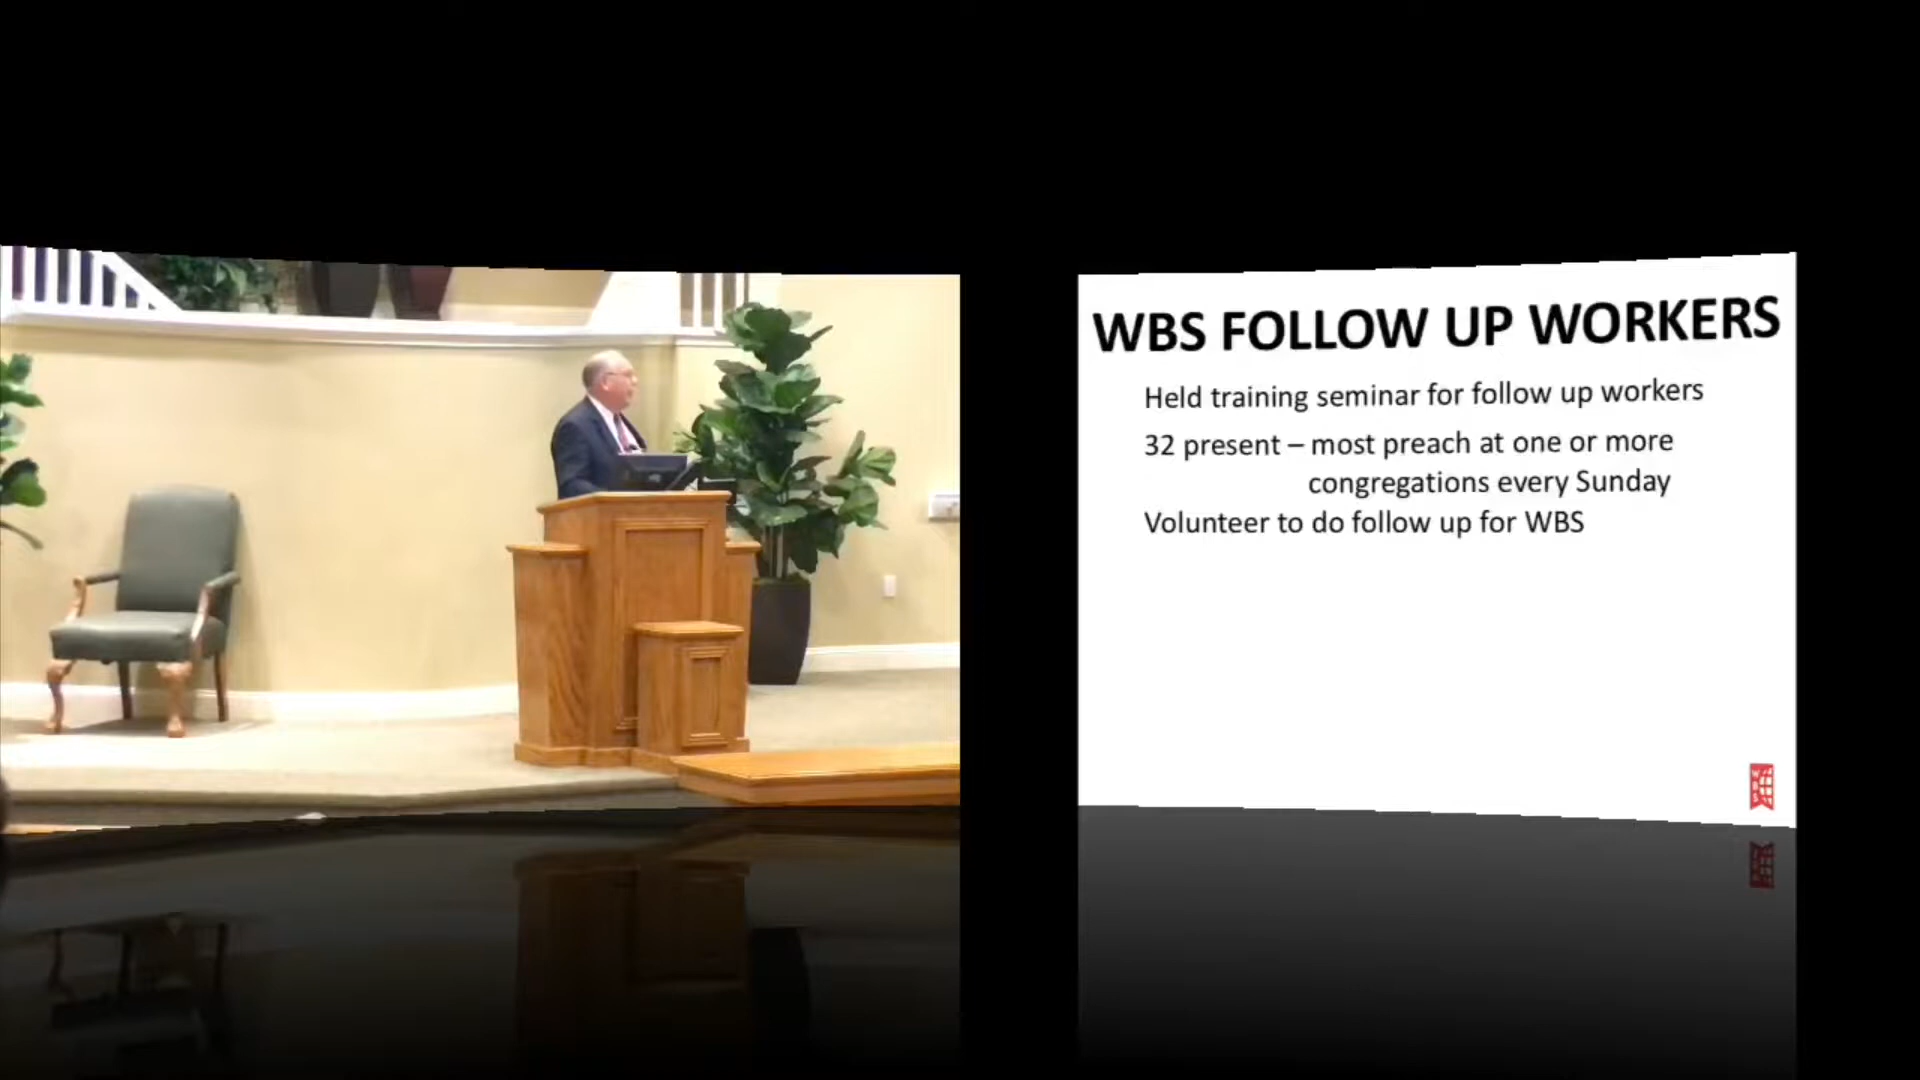 WBS FOLLOW UP WORKERS
Held training seminar for follow up workers
32 present – most preach at one or more
congregations every Sunday
Volunteer to do follow up for WBS
WBS